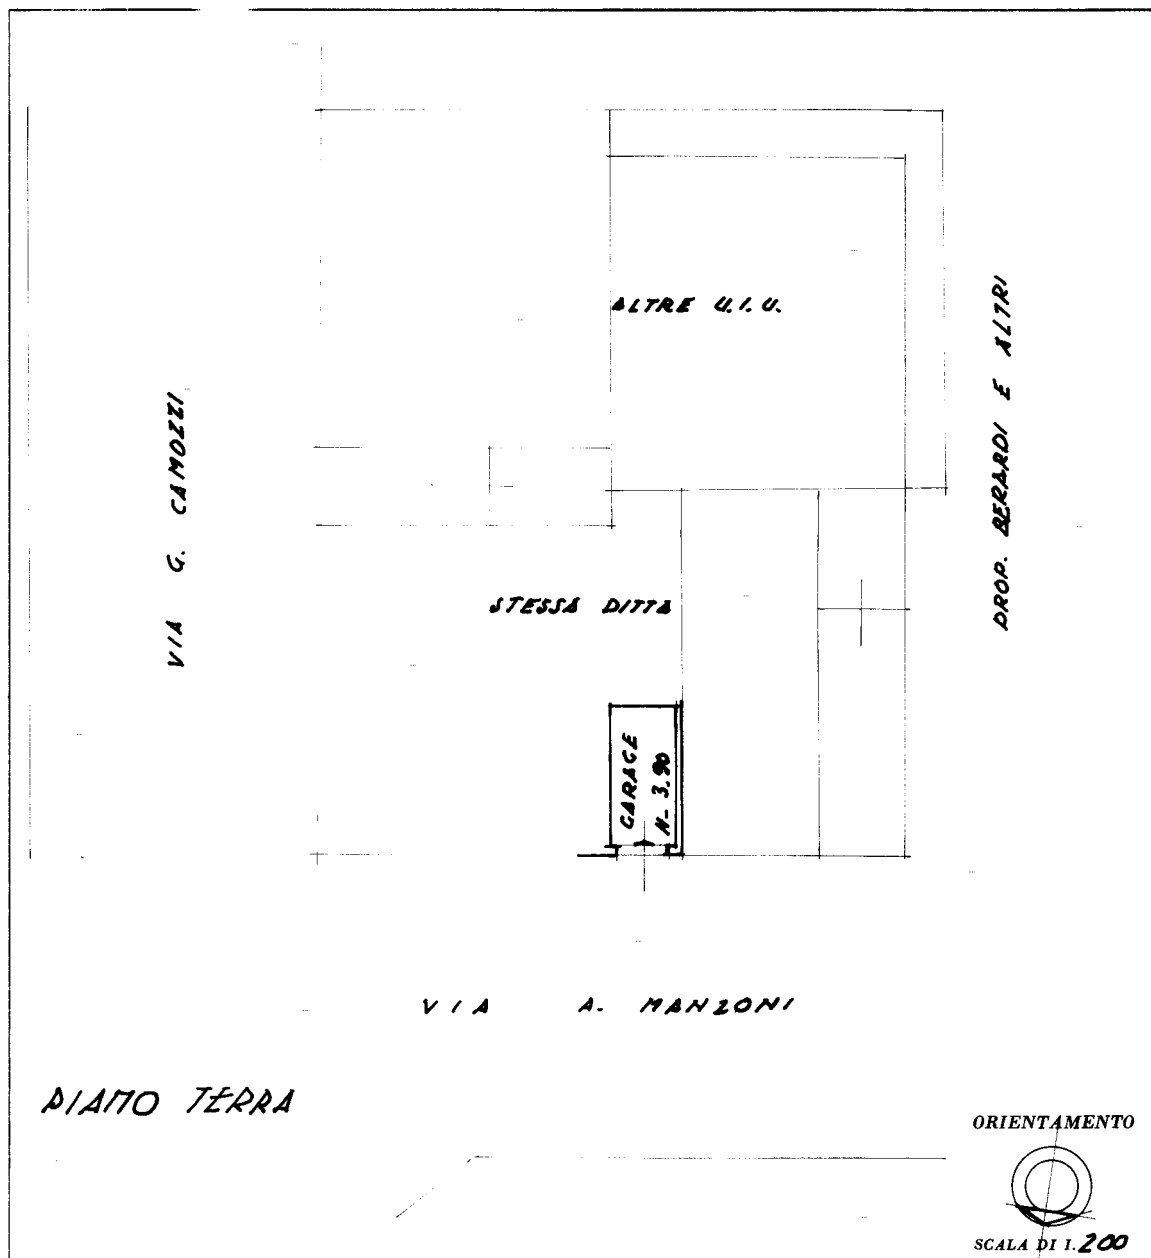 ALTRE U.I.U.
PROP. BERARDI E ALTRI
VIA G. CAMOZZI
STESSA DITTA
GARAGE
H= 3.90
VIA A. MANZONI
PIANO TERRA
ORIENTAMENTO
SCALA DI 1.200